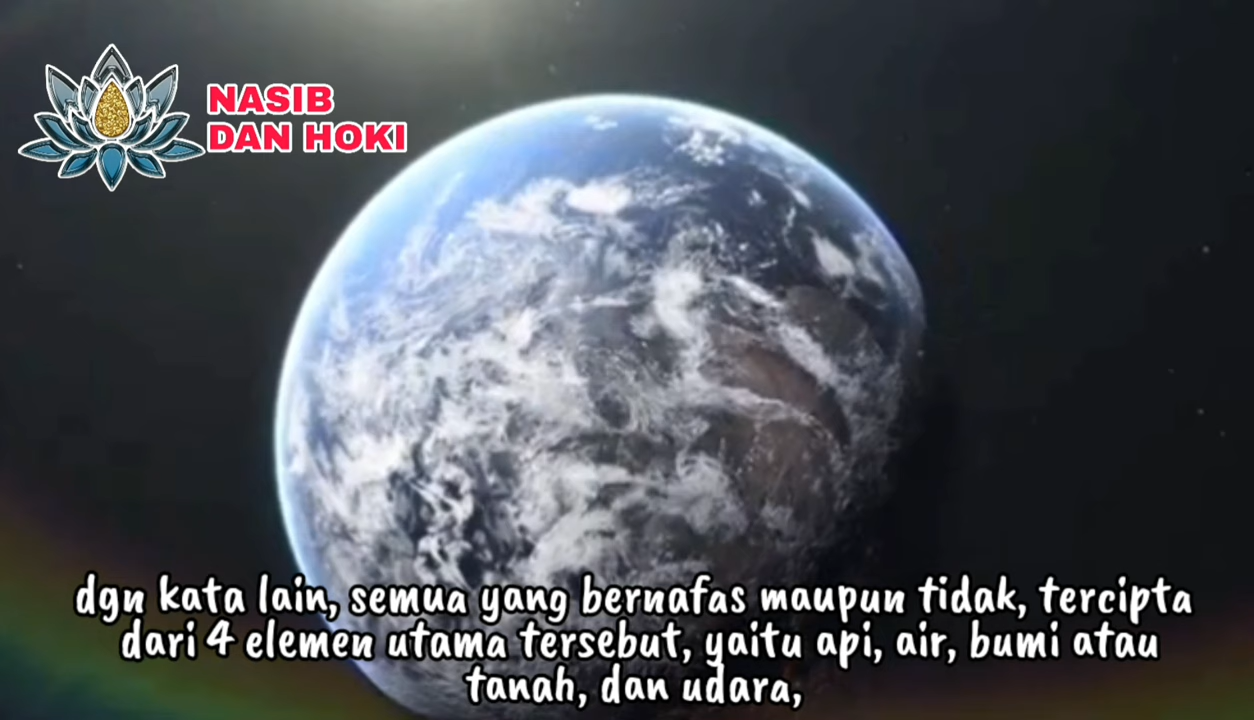 NASIB
DAN HOKI
dgn kata lain, semua yang bernafas maupun tidak, tercipta
dari 4 elemen utama tersebut, yaitu api, air, bumi atau
tanah, dan udara,